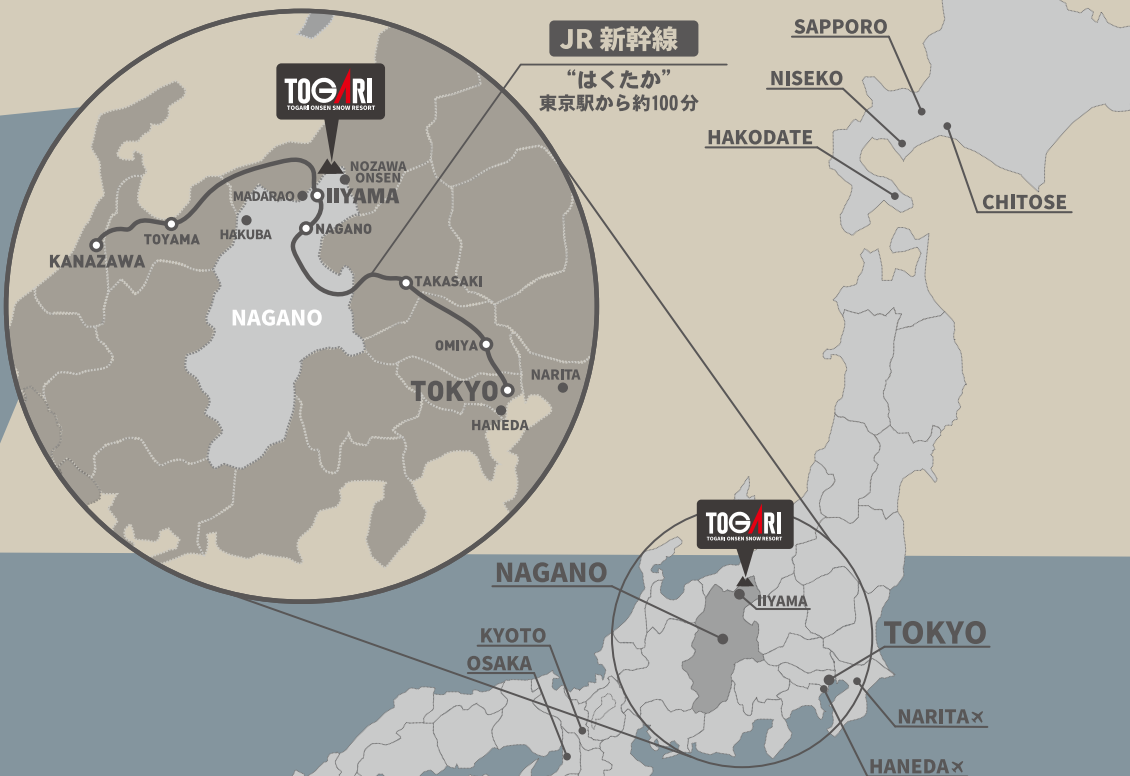 JR 新幹線
“はくたか”
東京駅から約100分
TOGARI
TOGARI ONSEN SNOW RESORT
NOZAWA
ONSEN
MADARAO
IIYAMA
HAKUBA
NAGANO
TOYAMA
KANAZAWA
TAKASAKI
NAGANO
OMIYA
TOKYO
NARITA
HANEDA
SAPPORO
NISEKO
HAKODATE
CHITOSE
TOGARI
TOGARI ONSEN SNOW RESORT
NAGANO
IIYAMA
KYOTO
OSAKA
TOKYO
NARITA
HANEDA